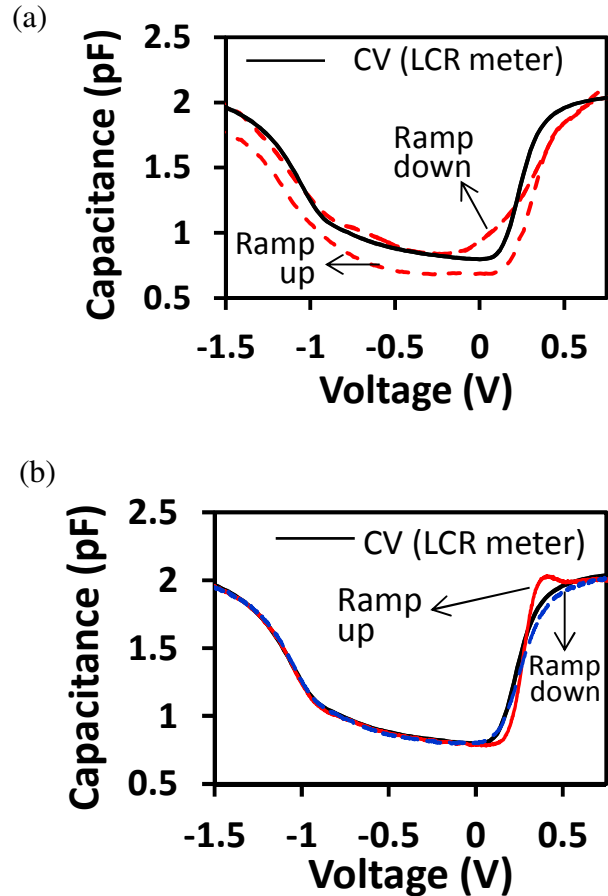 (a)
Capacitance (pF)
2.5
2
1.5
1
0.5
CV (LCR meter)
Ramp
down
Ramp
up
-1.5 -1 -0.5 0 0.5
Voltage (V)
(b)
Capacitance (pF)
2.5
2
1.5
1
0.5
CV (LCR meter)
Ramp
up
Ramp
down
-1.5 -1 -0.5 0 0.5
Voltage (V)